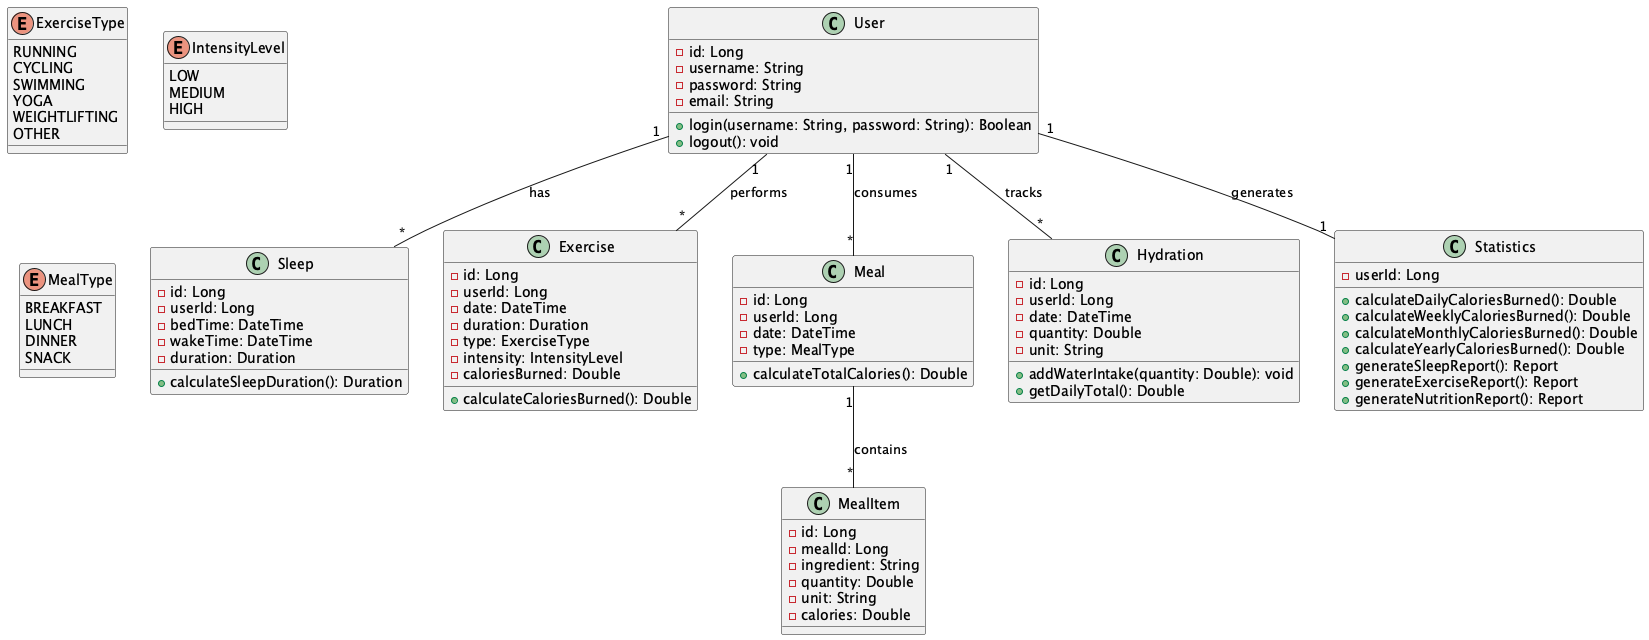 E ExerciseType
RUNNING
CYCLING
SWIMMING
YOGA
WEIGHTLIFTING
OTHER
E IntensityLevel
LOW
MEDIUM
HIGH
C User
id: Long
username: String
password: String
email: String
login(username: String, password: String): Boolean
logout(): void
1
1
1
1
1
has
performs
consumes
tracks
generates
*
*
*
*
1
E MealType
BREAKFAST
LUNCH
DINNER
SNACK
C Sleep
id: Long
userId: Long
bedTime: DateTime
wakeTime: DateTime
duration: Duration
calculateSleepDuration(): Duration
C Exercise
id: Long
userId: Long
date: DateTime
duration: Duration
type: ExerciseType
intensity: IntensityLevel
caloriesBurned: Double
calculateCaloriesBurned(): Double
C Meal
id: Long
userId: Long
date: DateTime
type: MealType
calculateTotalCalories(): Double
C Hydration
id: Long
userId: Long
date: DateTime
quantity: Double
unit: String
addWaterIntake(quantity: Double): void
getDailyTotal(): Double
C Statistics
userId: Long
calculateDailyCaloriesBurned(): Double
calculateWeeklyCaloriesBurned(): Double
calculateMonthlyCaloriesBurned(): Double
calculateYearlyCaloriesBurned(): Double
generateSleepReport(): Report
generateExerciseReport(): Report
generateNutritionReport(): Report
1
contains
*
C MealItem
id: Long
mealId: Long
ingredient: String
quantity: Double
unit: String
calories: Double